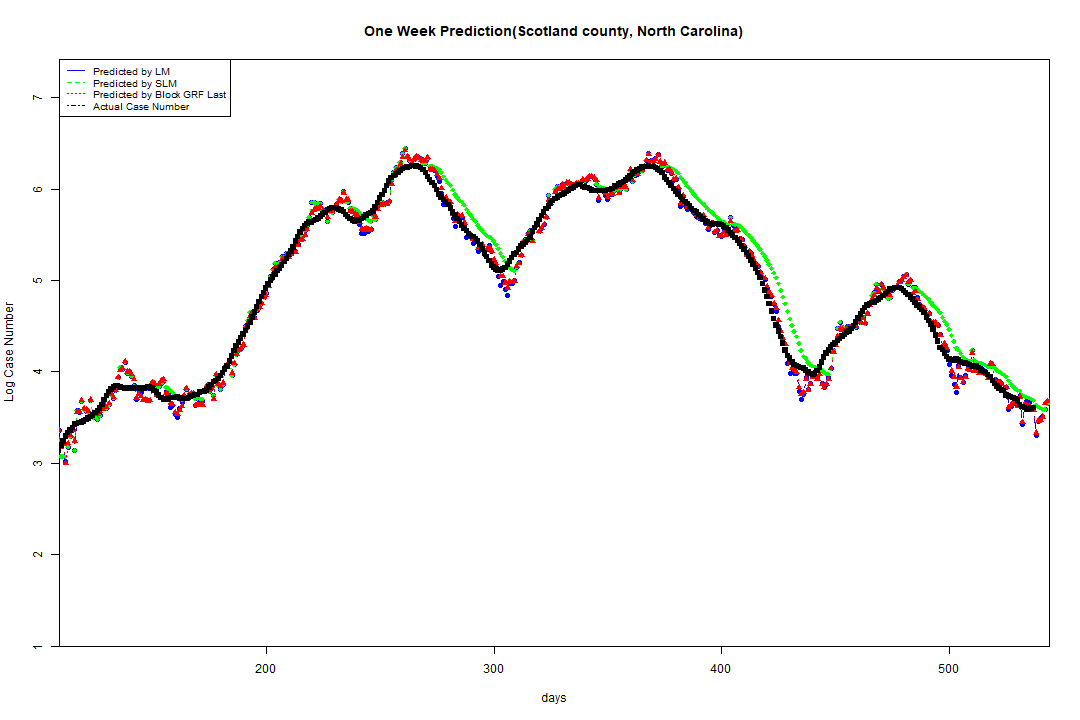 One Week Prediction(Scotland county, North Carolina)
Predicted by LM
Predicted by SLM
Predicted by Block GRF Last
Actual Case Number
7
6
5
4
3
2
1
Log Case Number
200
300
400
500
days